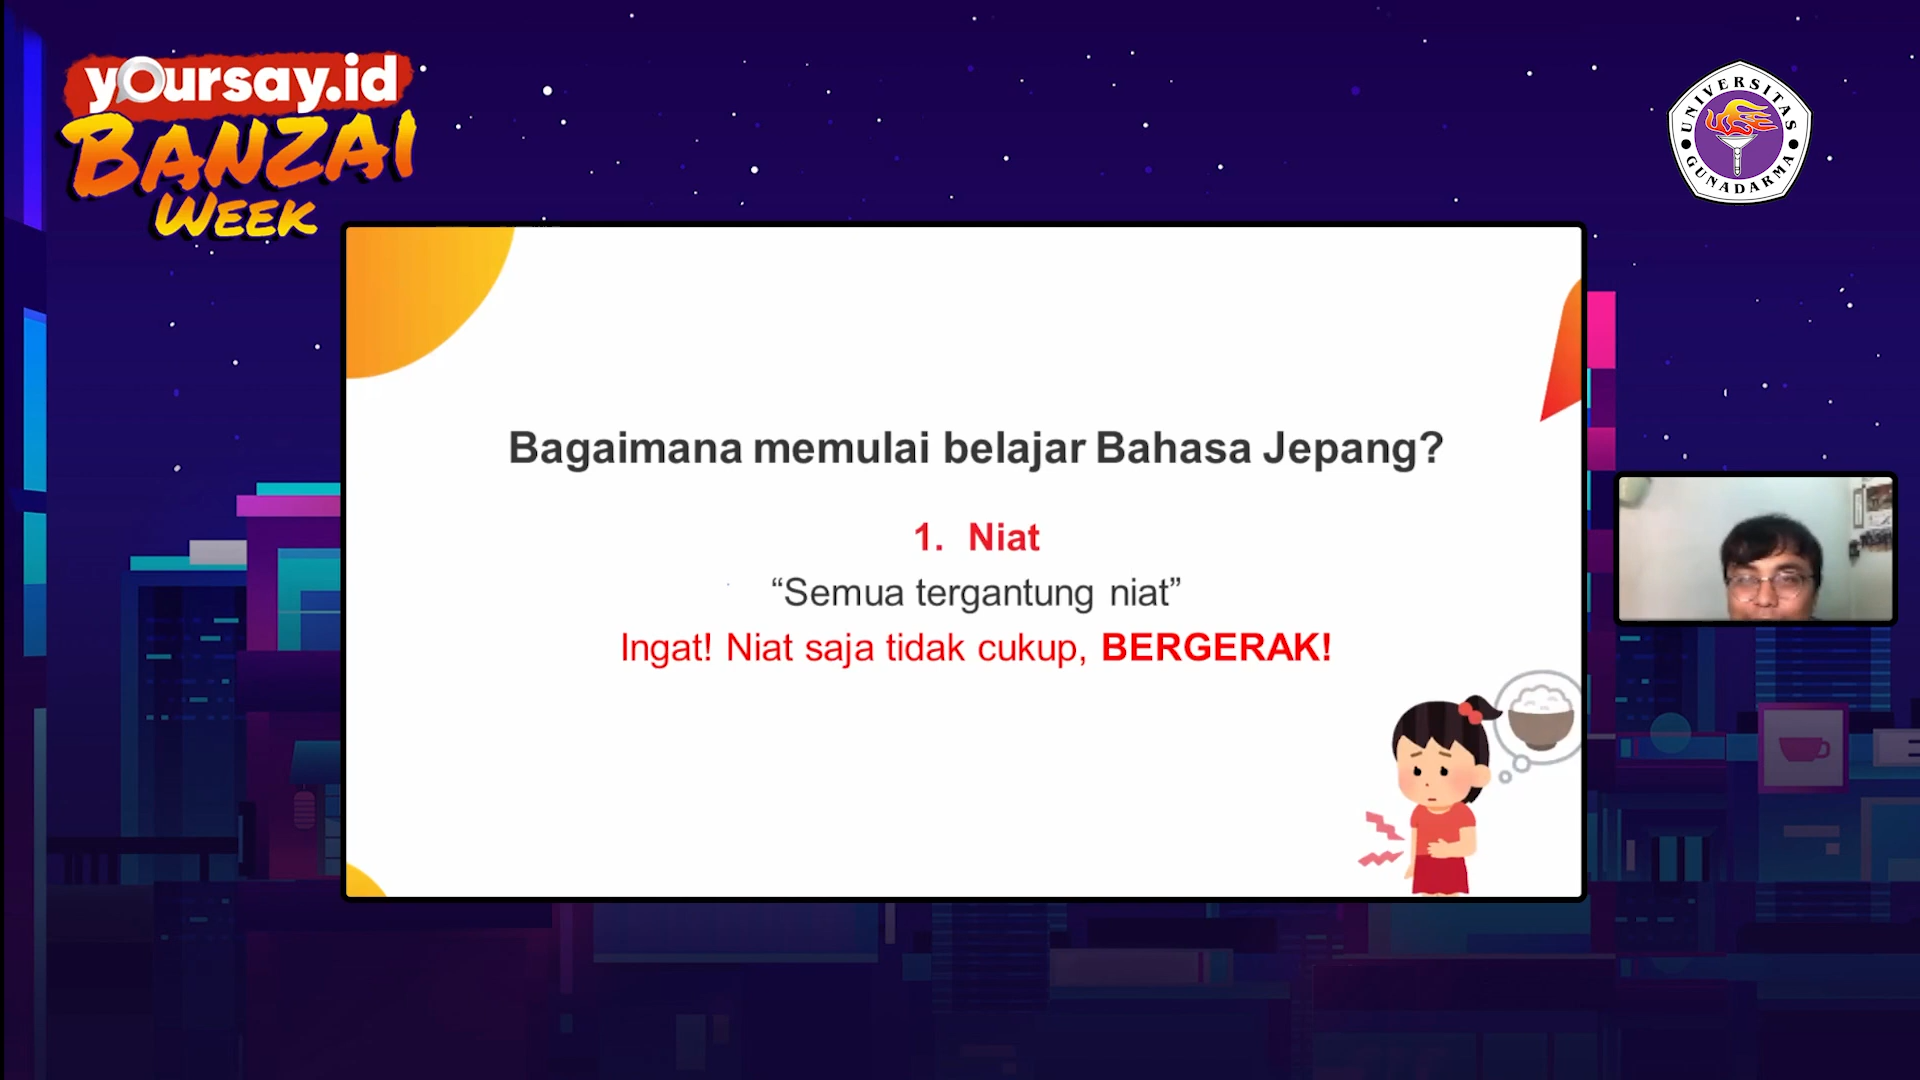 yoursay.id
BANZAI
WEEK
UNIVERSITAS
GUNADARMA
Bagaimana memulai belajar Bahasa Jepang?
1. Niat
“Semua tergantung niat”
Ingat! Niat saja tidak cukup, BERGERAK!